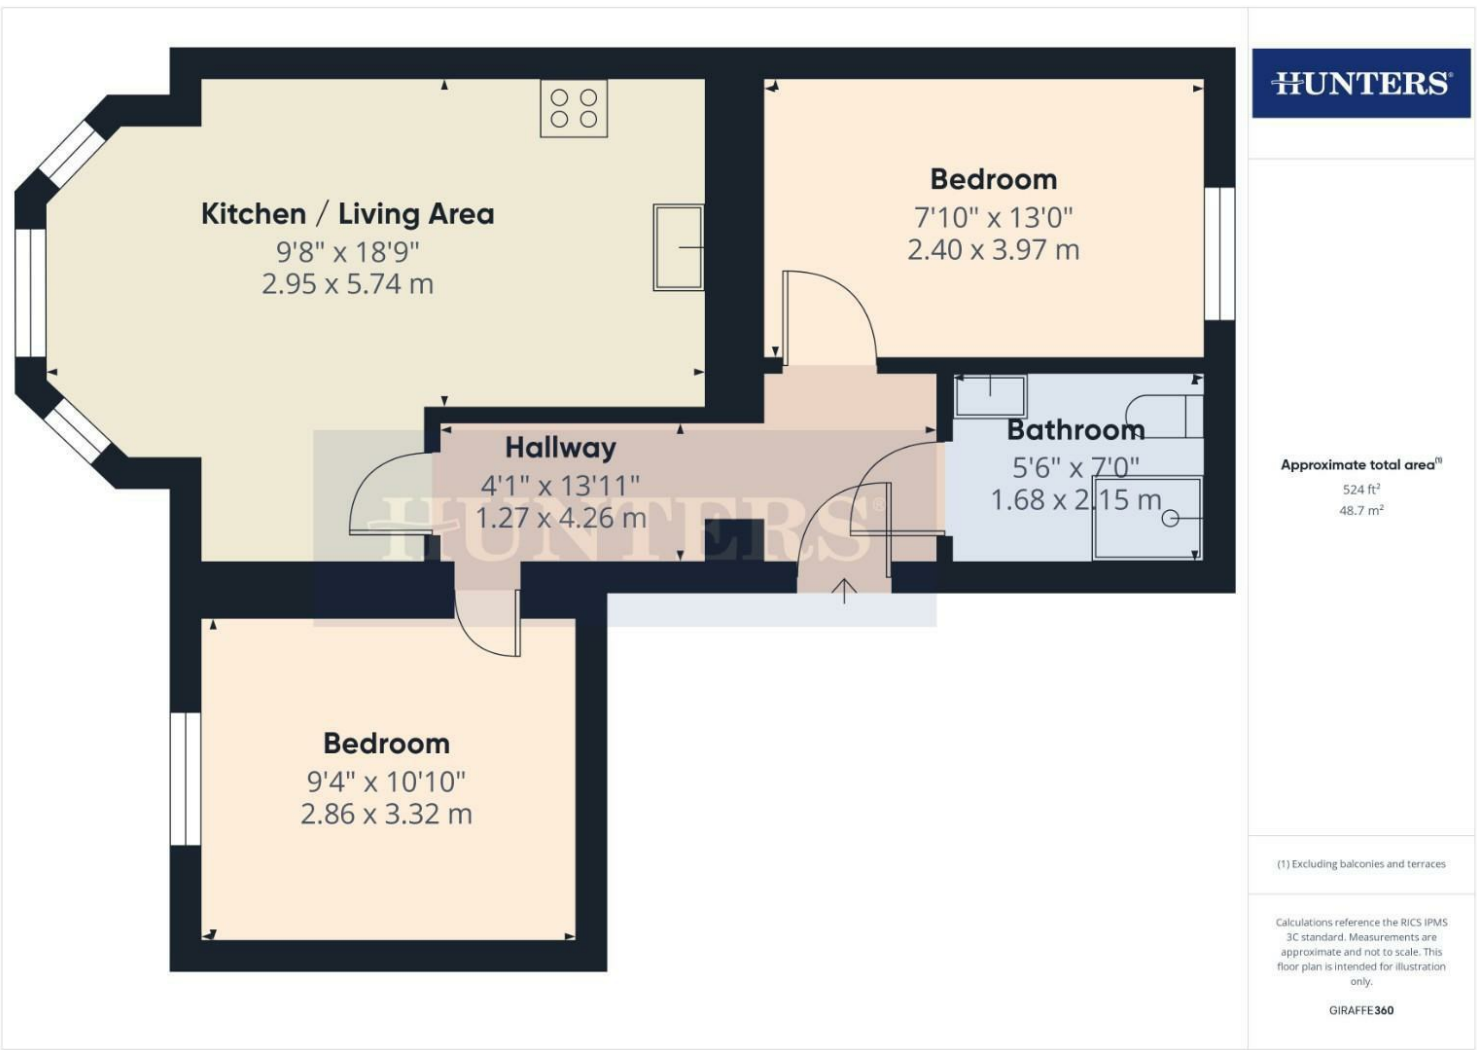 HUNTERS®
Kitchen / Living Area
9'8" x 18'9"
2.95 x 5.74 m
Bedroom
7'10" x 13'0"
2.40 x 3.97 m
Hallway
4'1" x 13'11"
1.27 x 4.26 m
Bathroom
5'6" x 7'0"
1.68 x 2.15 m
HUNTERS®
Bedroom
9'4" x 10'10"
2.86 x 3.32 m
Approximate total area(1)
524 ft²
48.7 m²
(1) Excluding balconies and terraces
Calculations reference the RICS IPMS
3C standard. Measurements are
approximate and not to scale. This
floor plan is intended for illustration
only.
GIRAFFE360